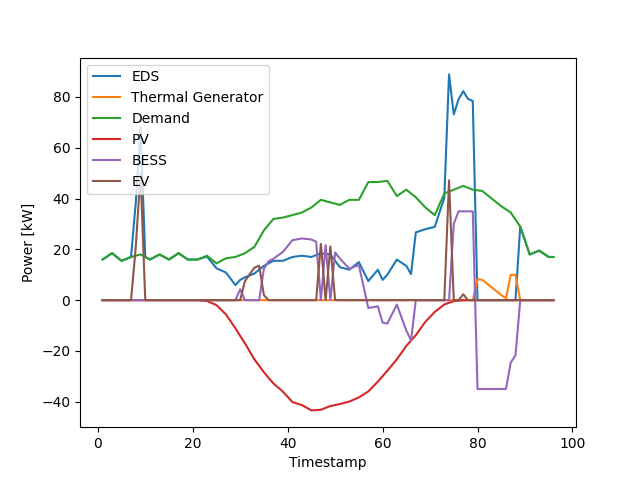 EDS
Thermal Generator
Demand
PV
BESS
EV
Power [kW]
80
60
40
20
0
−20
−40
0 20 40 60 80 100
Timestamp